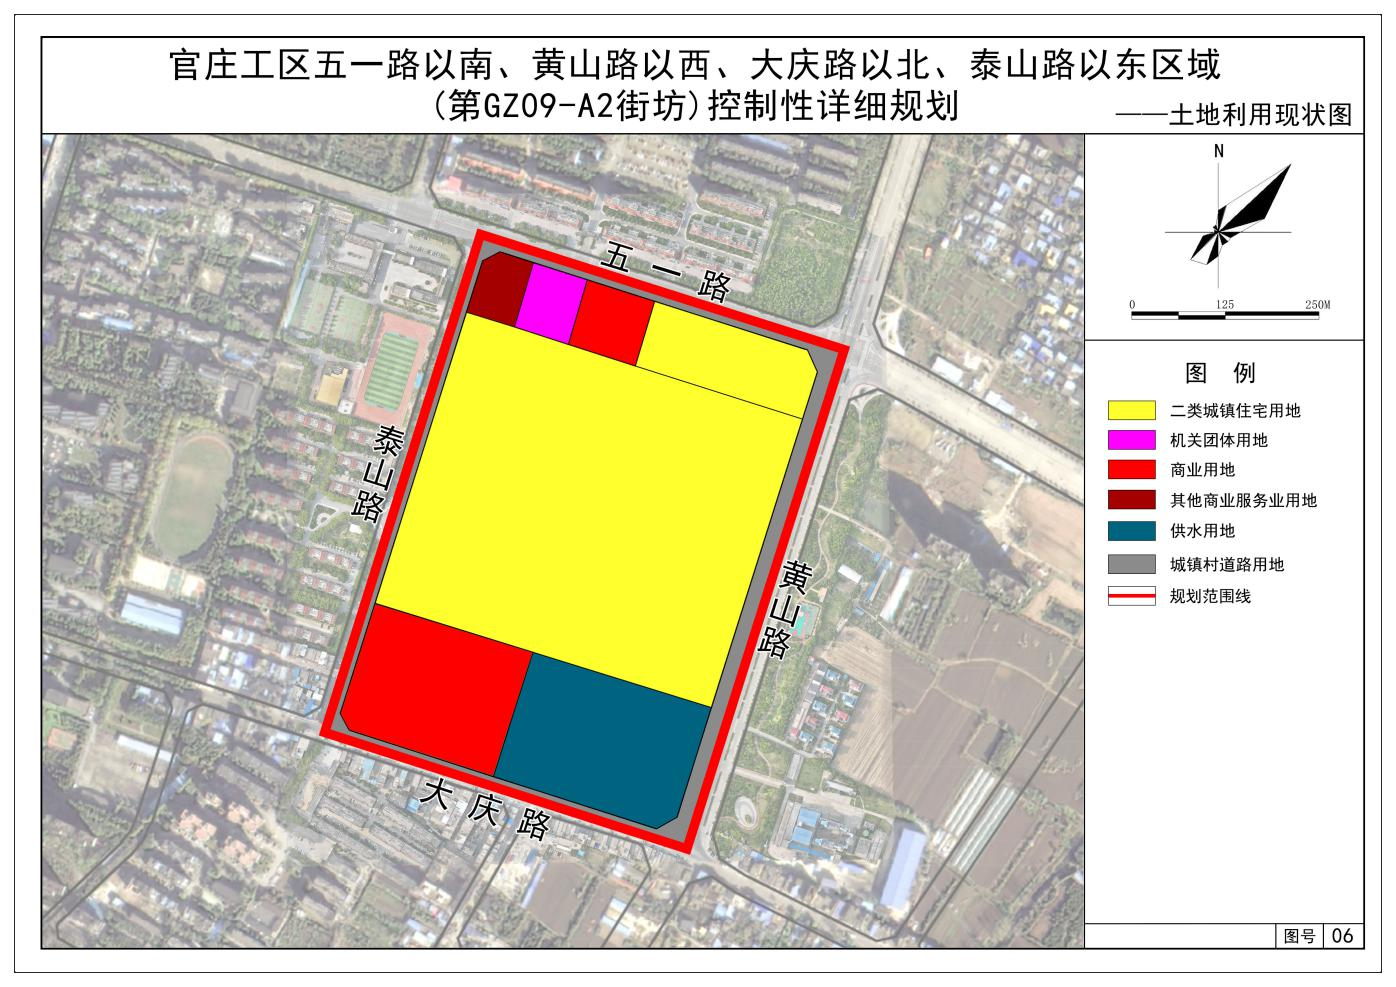 官庄工区五一路以南、黄山路以西、大庆路以北、泰山路以东区域
(第GZ09-A2街坊)控制性详细规划
——土地利用现状图
N
0 125 250M
五一路
泰山路
黄山路
大庆路
图 例
二类城镇住宅用地
机关团体用地
商业用地
其他商业服务业用地
供水用地
城镇村道路用地
规划范围线
图号 06